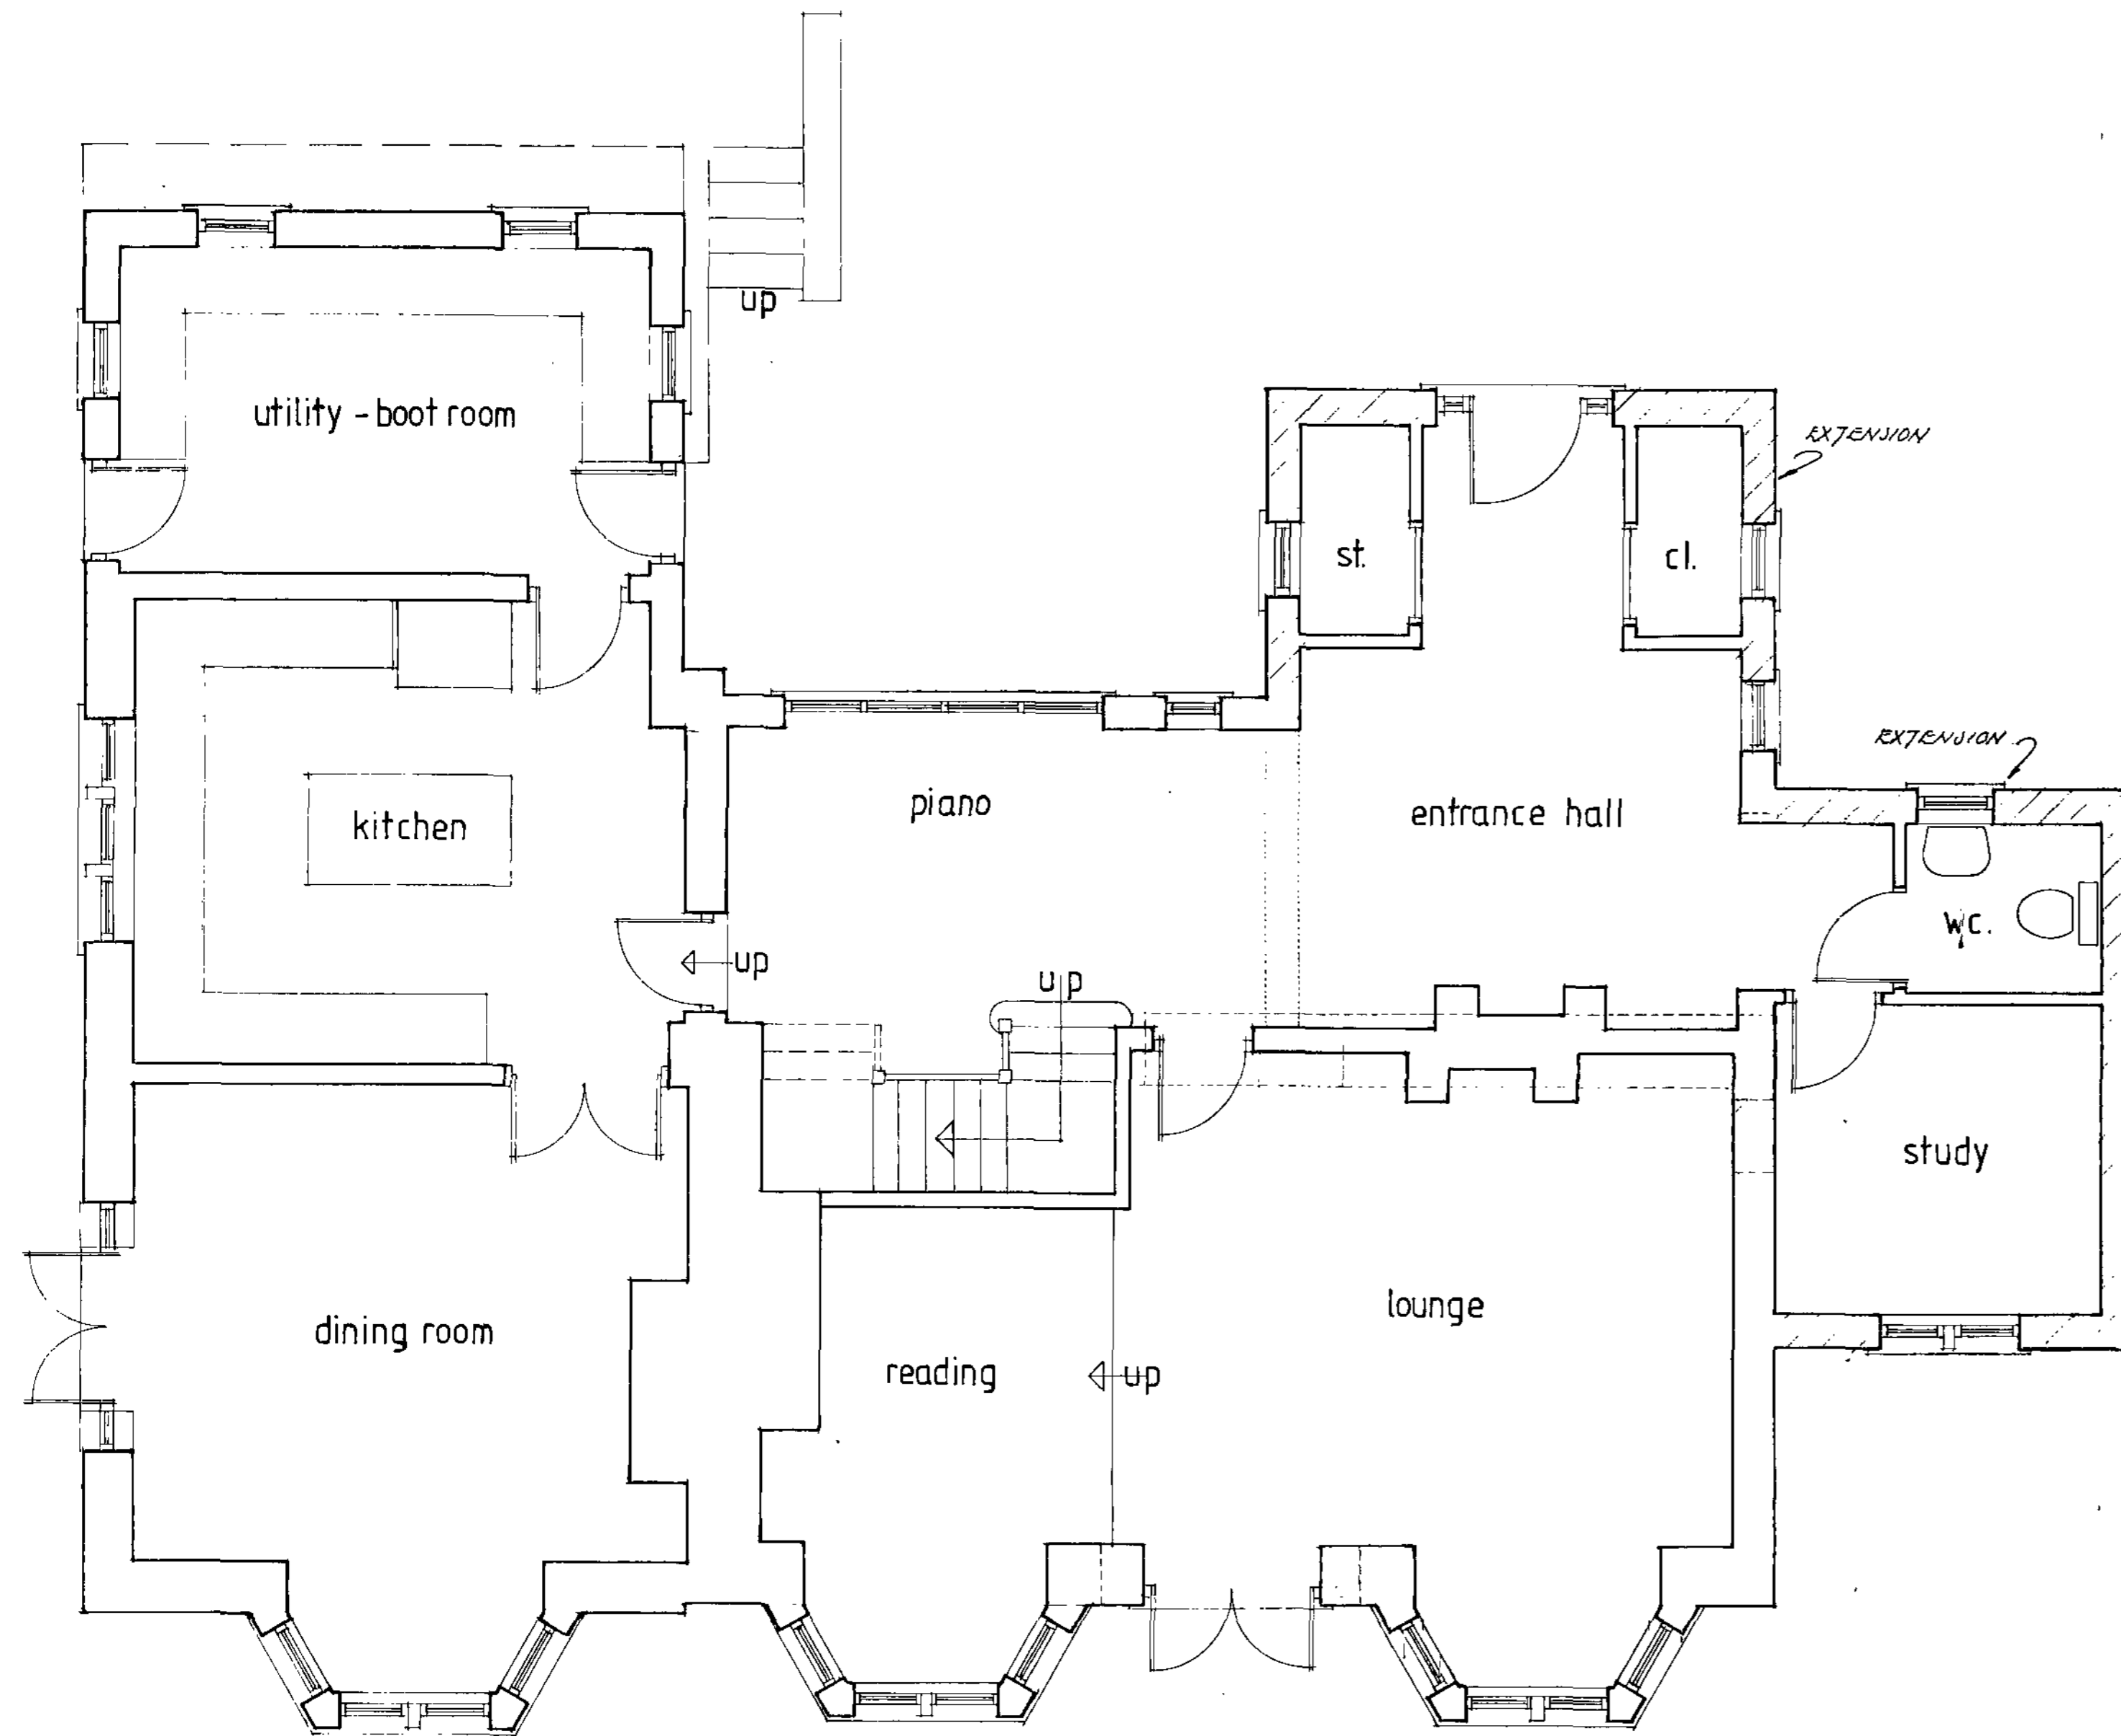 up
utility - boot room
EXTENSION
st.
cl.
EXTENSION
piano
entrance hall
kitchen
wc.
up
up
study
lounge
dining room
reading
up